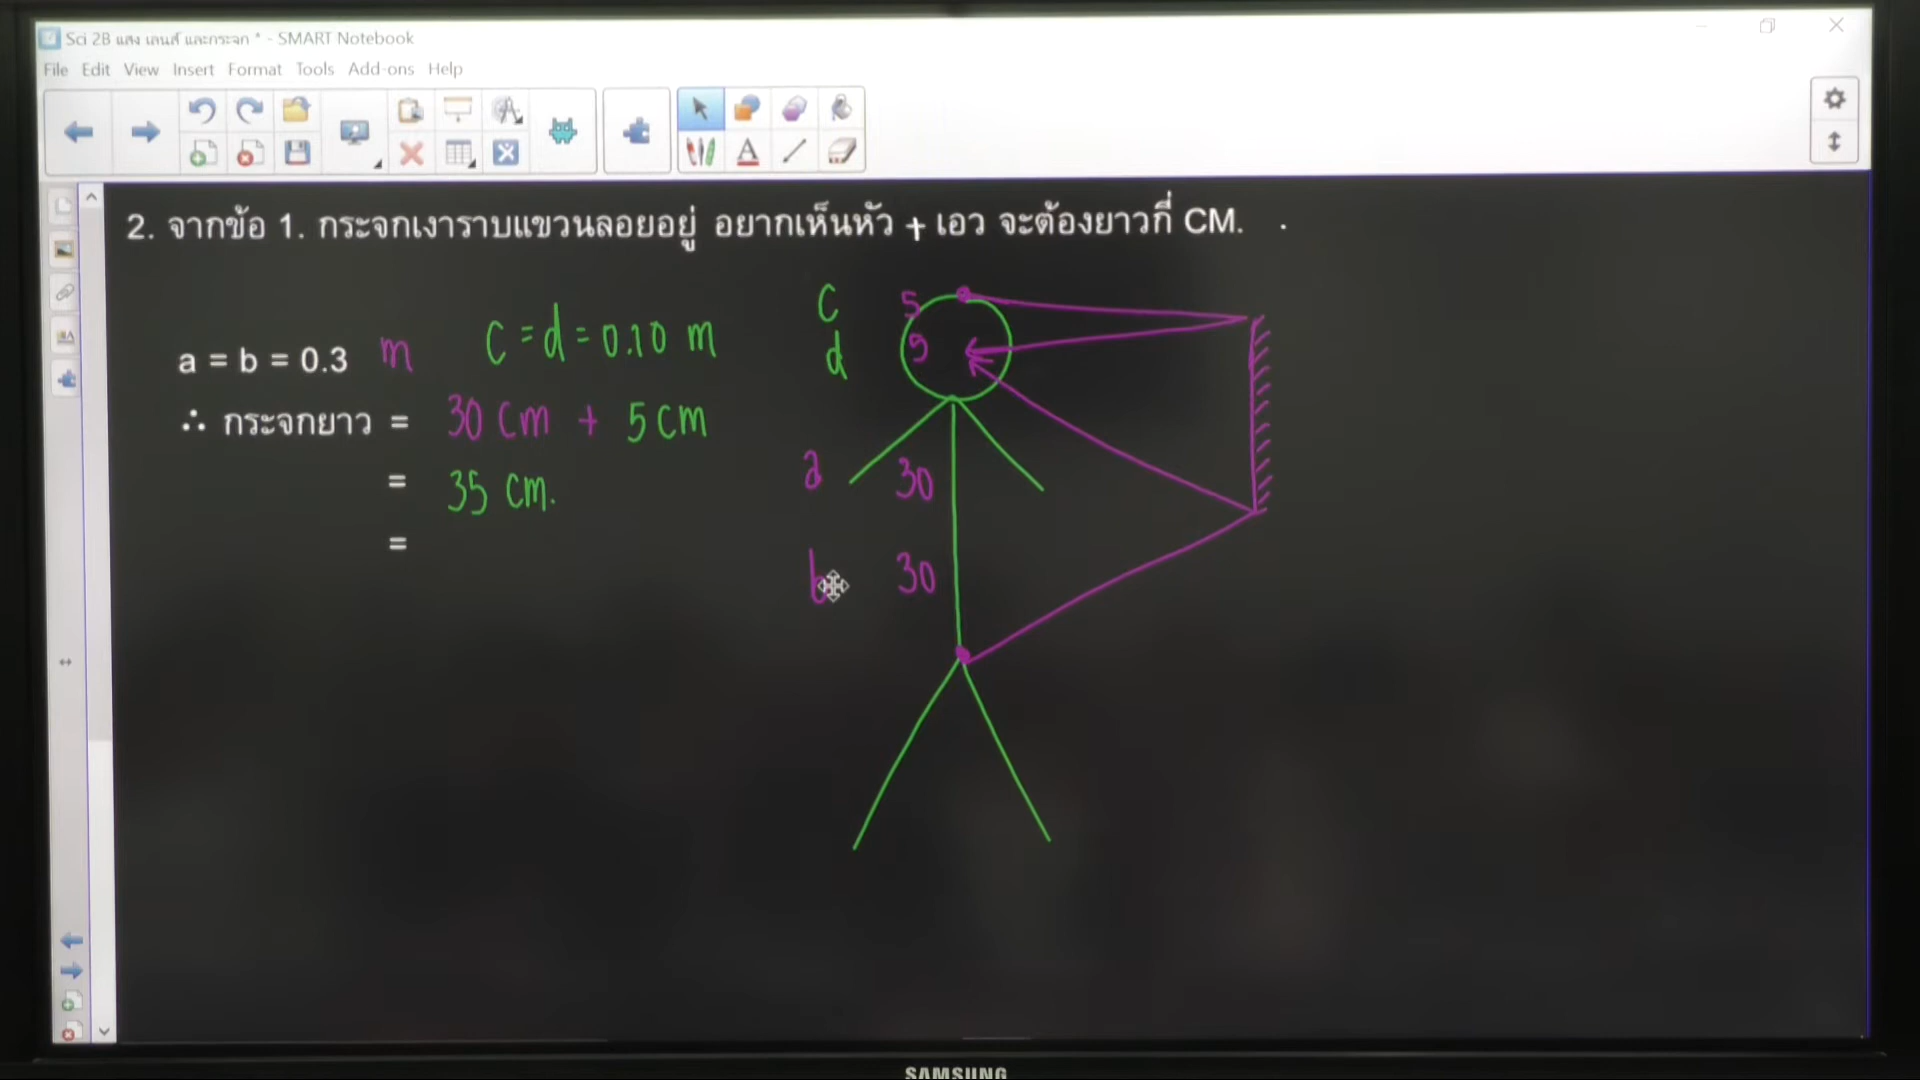 Sci 2B แสง เลนส์ และกระจก * - SMART Notebook
File Edit View Insert Format Tools Add-ons Help
2. จากข้อ 1. กระจกเงาราบแขวนลอยอยู่ อยากเห็นหัว + เอว จะต้องยาวกี่ CM. .
a = b = 0.3 m
c = d = 0.10 m
∴ กระจกยาว = 30 cm + 5 cm
= 35 cm.
=
c 5
d 9
a 30
b 30
SAMSUNG